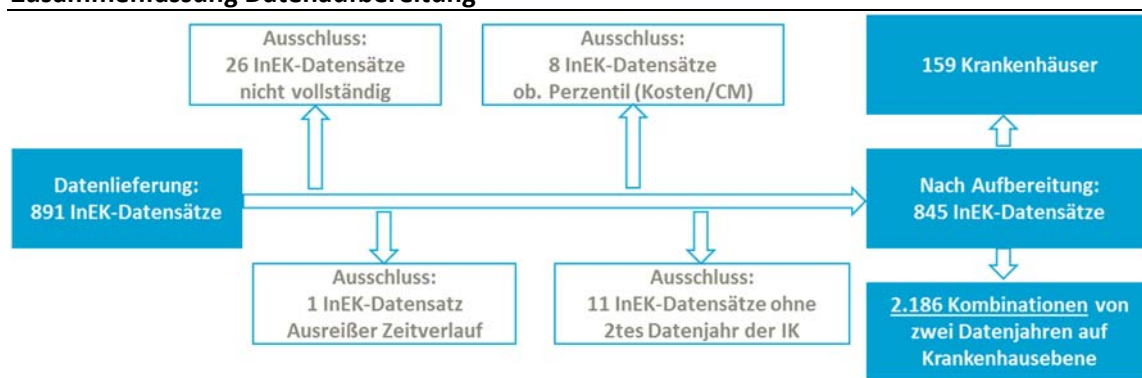 Zusammenfassung Datenaufbereitung
Ausschluss:
26 InEK-Datensätze
nicht vollständig
Ausschluss:
8 InEK-Datensätze
ob. Perzentil (Kosten/CM)
159 Krankenhäuser
Datenlieferung:
891 InEK-Datensätze
Nach Aufbereitung:
845 InEK-Datensätze
Ausschluss:
1 InEK-Datensatz
Ausreißer Zeitverlauf
Ausschluss:
11 InEK-Datensätze ohne
2tes Datenjahr der IK
2.186 Kombinationen von
zwei Datenjahren auf
Krankenhausebene